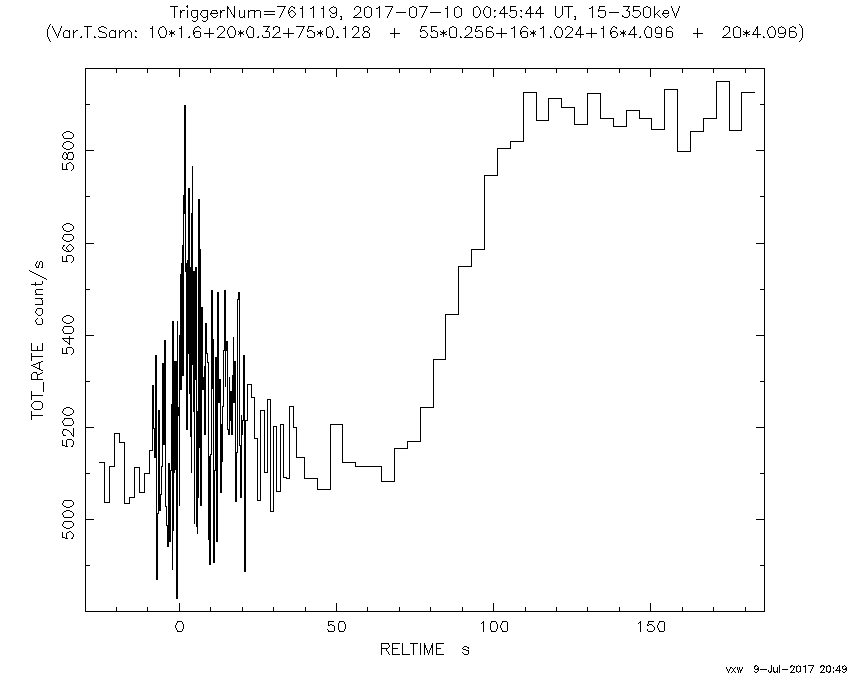 TriggerNum=761119, 2017-07-10 00:45:44 UT, 15-350keV
(Var.T.Sam: 10*1.6+20*0.32+75*0.128 + 55*0.256+16*1.024+16*4.096 + 20*4.096)
5800
5600
5400
5200
5000
TOT_RATE count/s
0 50 100 150
RELTIME s
vxw 9-Jul-2017 20:49